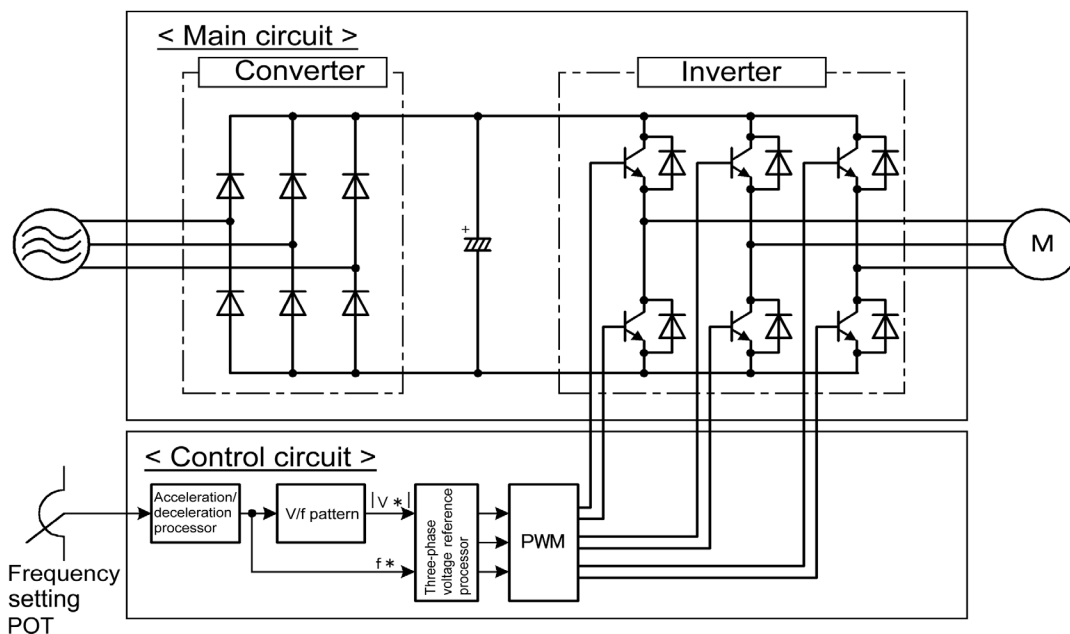 < Main circuit >
Converter
Inverter
+
M
< Control circuit >
Acceleration/
deceleration
processor
V/f pattern
|V*|
f*
Three-phase
voltage reference
processor
PWM
Frequency
setting
POT